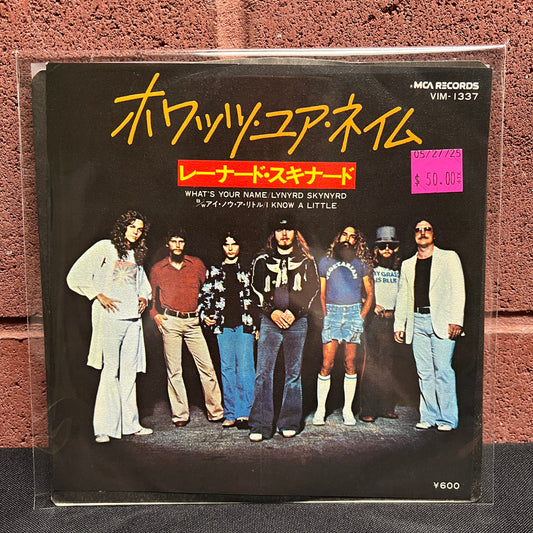 MCA RECORDS
VIM-1337
ホワッツ・ユア・ネイム
05/27/25
$ 50.00
レーナード・スキナード
WHAT'S YOUR NAME/LYNYRD SKYNYRD
B/W アイ・ノウ・ア・リトル/I KNOW A LITTLE
IS BLUE
¥600